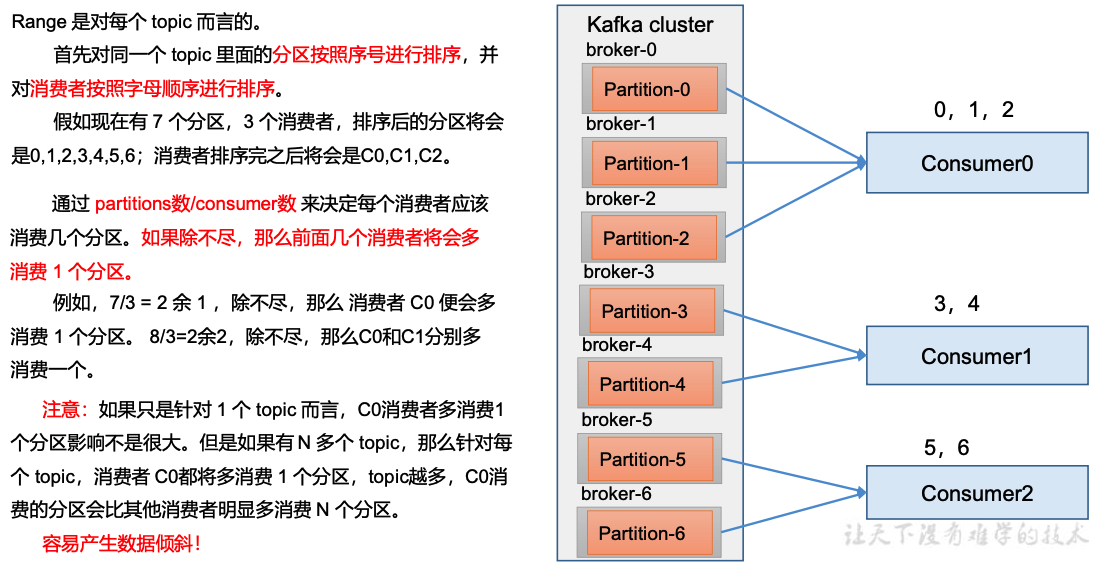 Range 是对每个 topic 而言的。
首先对同一个 topic 里面的分区按照序号进行排序，并
对消费者按照字母顺序进行排序。
假如现在有 7 个分区，3 个消费者，排序后的分区将会
是0,1,2,3,4,5,6；消费者排序完之后将会是C0,C1,C2。
通过 partitions数/consumer数 来决定每个消费者应该
消费几个分区。如果除不尽，那么前面几个消费者将会多
消费 1 个分区。
例如，7/3 = 2 余 1 ，除不尽，那么 消费者 C0 便会多
消费 1 个分区。 8/3=2余2，除不尽，那么C0和C1分别多
消费一个。
注意：如果只是针对 1 个 topic 而言，C0消费者多消费1
个分区影响不是很大。但是如果有 N 多个 topic，那么针对每
个 topic，消费者 C0都将多消费 1 个分区，topic越多，C0消
费的分区会比其他消费者明显多消费 N 个分区。
容易产生数据倾斜！
Kafka cluster
broker-0
Partition-0
broker-1
Partition-1
broker-2
Partition-2
broker-3
Partition-3
broker-4
Partition-4
broker-5
Partition-5
broker-6
Partition-6
0，1，2
Consumer0
3，4
Consumer1
5，6
Consumer2
让天下没有难学的技术